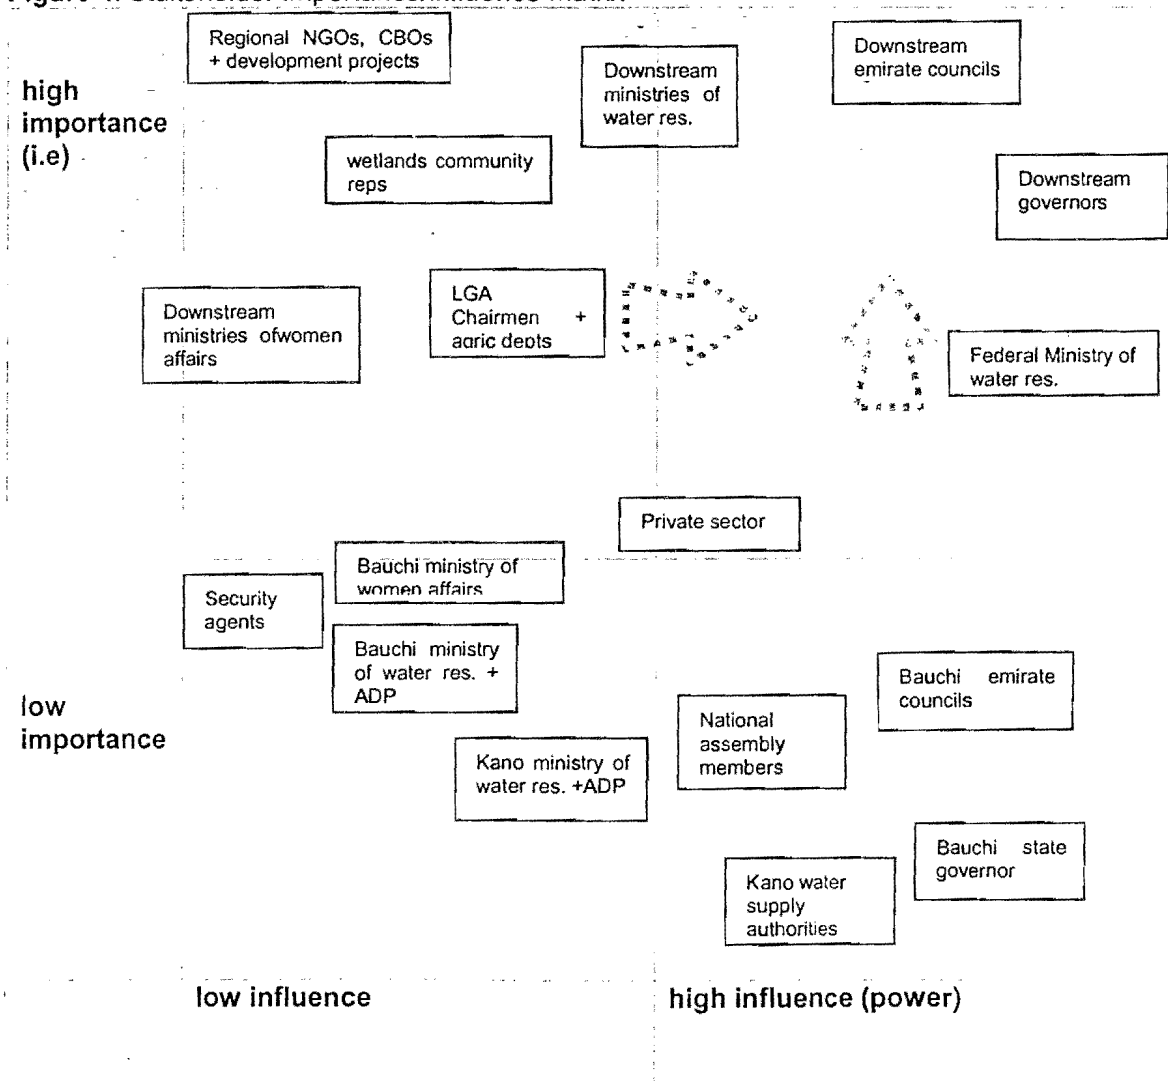 Regional NGOs, CBOs
+ development projects
Downstream
ministries of
water res.
Downstream
emirate councils
high
importance
(i.e)
wetlands community
reps
Downstream
governors
Downstream
ministries ofwomen
affairs
LGA
Chairmen +
agric depts
Federal Ministry of
water res.
Private sector
Bauchi ministry of
women affairs
Security
agents
Bauchi ministry
of water res. +
ADP
Bauchi emirate
councils
low
importance
National
assembly
members
Kano ministry of
water res. +ADP
Bauchi state
governor
Kano water
supply
authorities
low influence
high influence (power)